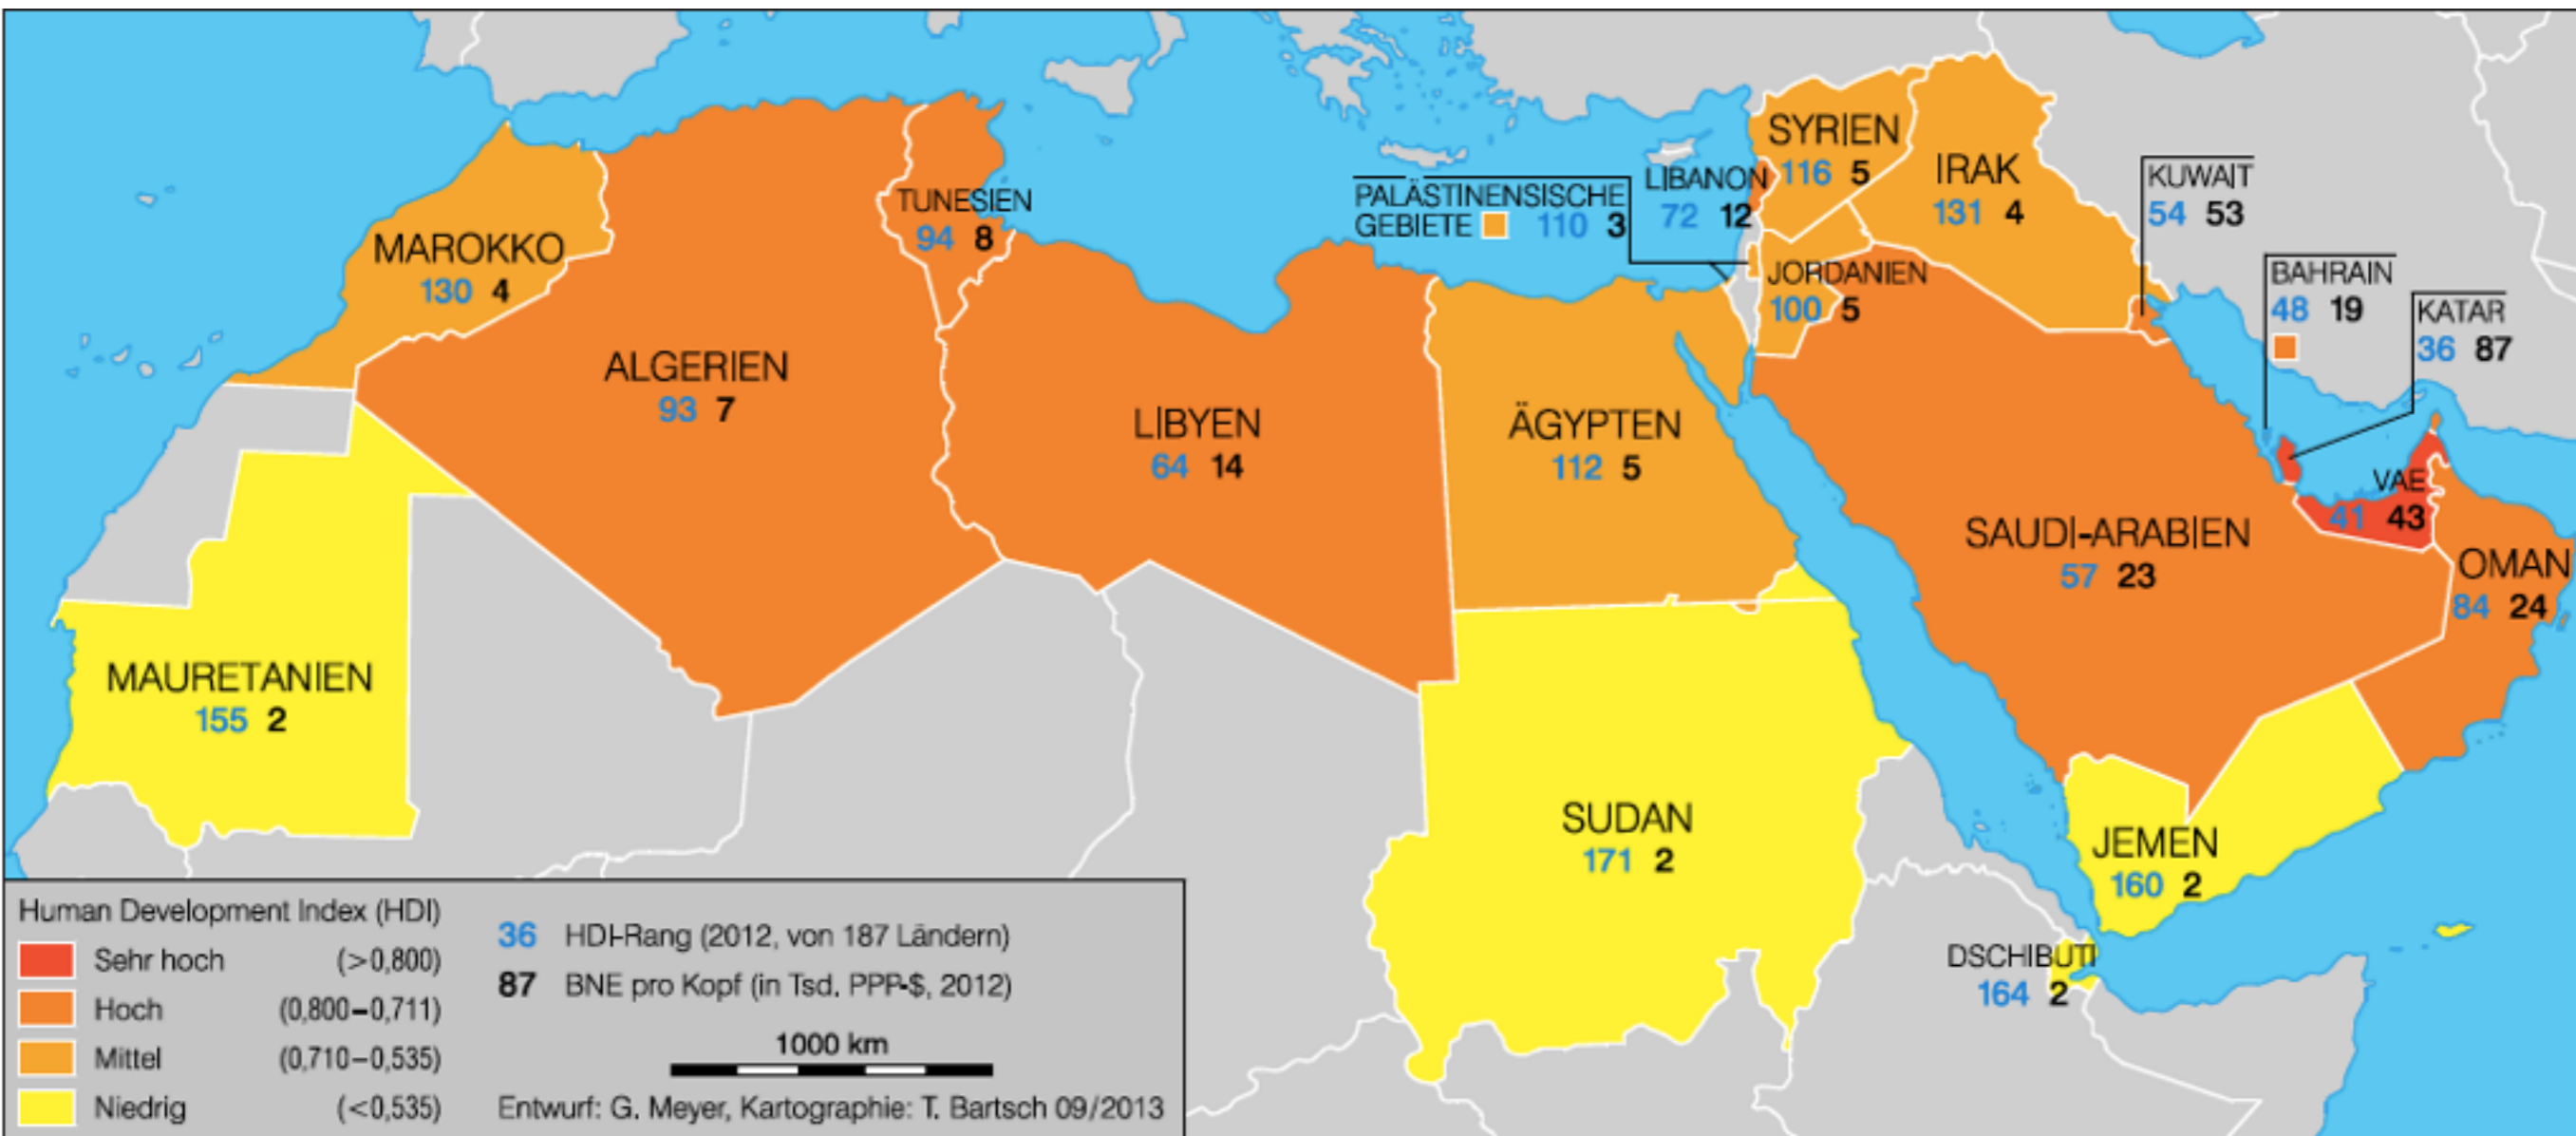 MAROKKO
130 4
ALGERIEN
93 7
TUNESIEN
94 8
LIBYEN
64 14
ÄGYPTEN
112 5
MAURETANIEN
155 2
SUDAN
171 2
PALÄSTINENSISCHE
GEBIETE 110 3
LIBANON
72 12
SYRIEN
116 5
IRAK
131 4
JORDANIEN
100 5
KUWAIT
54 53
BAHRAIN
48 19
KATAR
36 87
VAE
41 43
SAUDI-ARABIEN
57 23
OMAN
84 24
JEMEN
160 2
DSCHIBUTI
164 2
Human Development Index (HDI)
Sehr hoch (>0,800)
Hoch (0,800–0,711)
Mittel (0,710–0,535)
Niedrig (<0,535)
36 HDI-Rang (2012, von 187 Ländern)
87 BNE pro Kopf (in Tsd. PPP-$, 2012)
1000 km
Entwurf: G. Meyer, Kartographie: T. Bartsch 09/2013